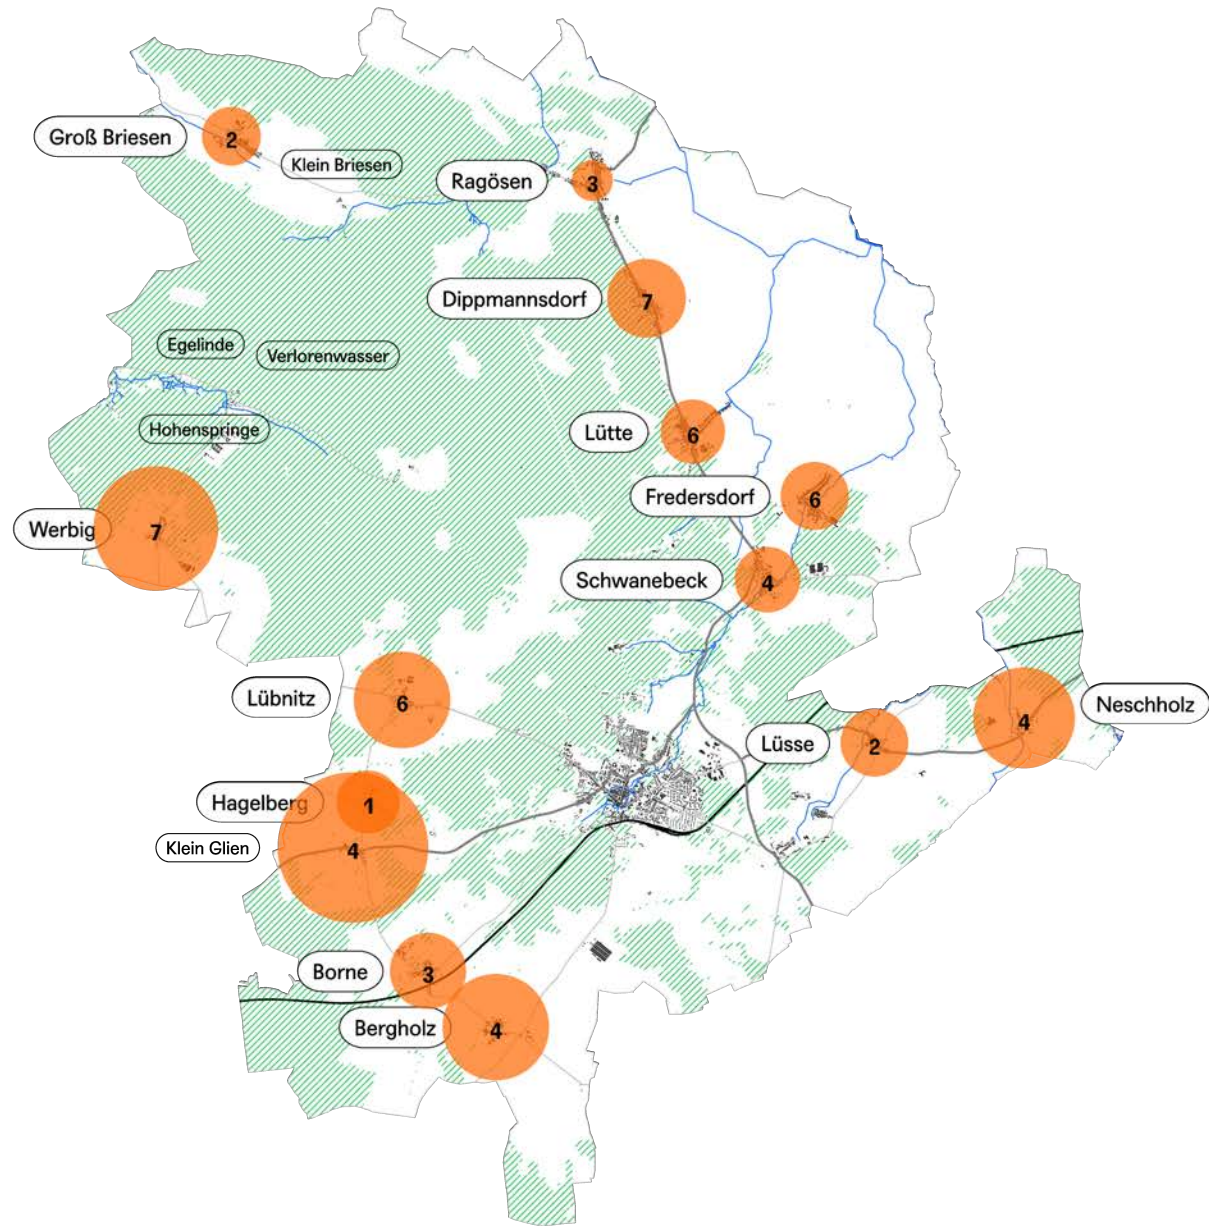 Groß Briesen
2
Klein Briesen
Ragösen
3
Dippmannsdorf
7
Egelinde
Verlorenwasser
Hohenspringe
Lütte
6
Fredersdorf
6
Werbig
7
Schwanebeck
4
Lübnitz
6
Neschholz
4
Lüsse
2
Hagelberg
1
Klein Glien
4
Borne
3
Bergholz
4